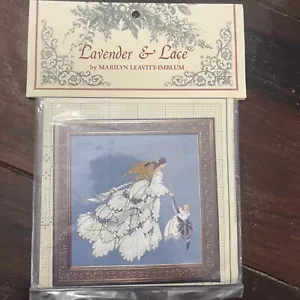 Lavender & Lace©
by MARILYN LEAVITT-IMBLUM